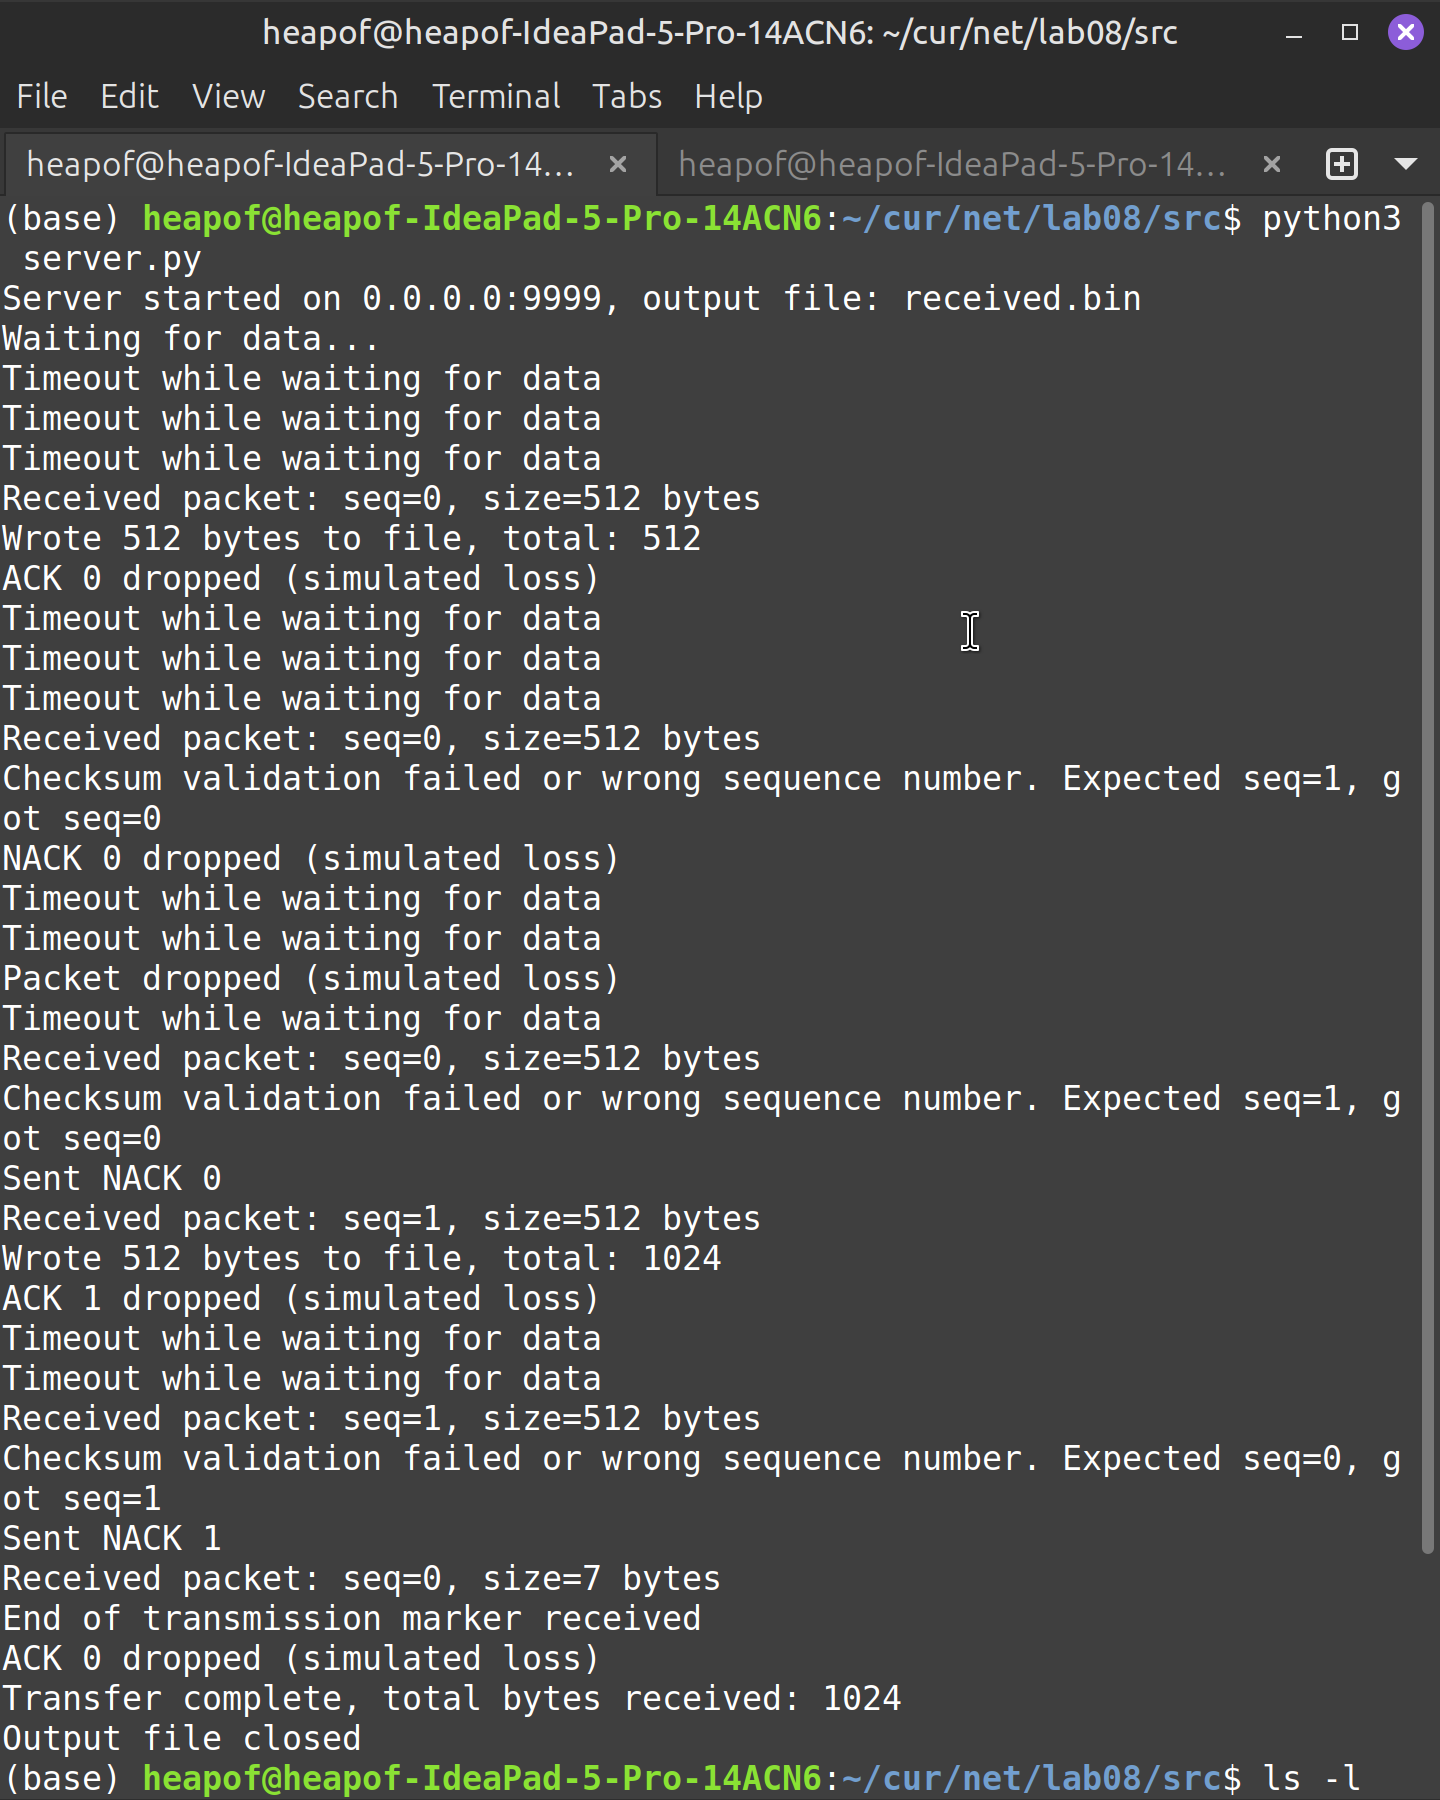 heapof@heapof-IdeaPad-5-Pro-14ACN6: ~/cur/net/lab08/src
File Edit View Search Terminal Tabs Help
heapof@heapof-IdeaPad-5-Pro-14... heapof@heapof-IdeaPad-5-Pro-14...
(base) heapof@heapof-IdeaPad-5-Pro-14ACN6:~/cur/net/lab08/src$ python3
 server.py
Server started on 0.0.0.0:9999, output file: received.bin
Waiting for data...
Timeout while waiting for data
Timeout while waiting for data
Timeout while waiting for data
Received packet: seq=0, size=512 bytes
Wrote 512 bytes to file, total: 512
ACK 0 dropped (simulated loss)
Timeout while waiting for data
Timeout while waiting for data
Timeout while waiting for data
Received packet: seq=0, size=512 bytes
Checksum validation failed or wrong sequence number. Expected seq=1, g
ot seq=0
NACK 0 dropped (simulated loss)
Timeout while waiting for data
Timeout while waiting for data
Packet dropped (simulated loss)
Timeout while waiting for data
Received packet: seq=0, size=512 bytes
Checksum validation failed or wrong sequence number. Expected seq=1, g
ot seq=0
Sent NACK 0
Received packet: seq=1, size=512 bytes
Wrote 512 bytes to file, total: 1024
ACK 1 dropped (simulated loss)
Timeout while waiting for data
Timeout while waiting for data
Received packet: seq=1, size=512 bytes
Checksum validation failed or wrong sequence number. Expected seq=0, g
ot seq=1
Sent NACK 1
Received packet: seq=0, size=7 bytes
End of transmission marker received
ACK 0 dropped (simulated loss)
Transfer complete, total bytes received: 1024
Output file closed
(base) heapof@heapof-IdeaPad-5-Pro-14ACN6:~/cur/net/lab08/src$ ls -l